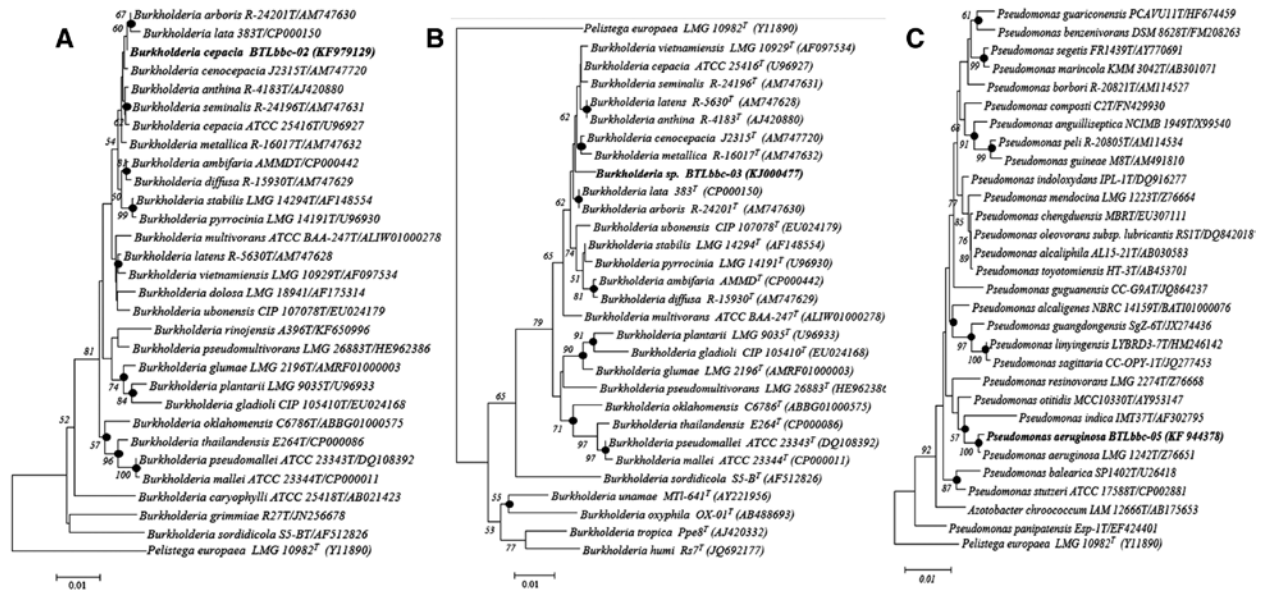 A
67
Burkholderia arboris R-24201T/AM747630
60
Burkholderia lata 383T/CP000150
Burkholderia cepacia BTLbbc-02 (KF979129)
Burkholderia cenocepacia J2315T/AM747720
Burkholderia anthina R-4183T/AJ420880
Burkholderia seminalis R-24196T/AM747631
62
Burkholderia cepacia ATCC 25416T/U96927
54
Burkholderia metallica R-16017T/AM747632
81
Burkholderia ambifaria AMMDT/CP000442
Burkholderia diffusa R-15930T/AM747629
50
Burkholderia stabilis LMG 14294T/AF148554
99
Burkholderia pyrrocinia LMG 14191T/U96930
Burkholderia multivorans ATCC BAA-247T/ALIW01000278
Burkholderia latens R-5630T/AM747628
Burkholderia vietnamiensis LMG 10929T/AF097534
Burkholderia dolosa LMG 18941/AF175314
Burkholderia ubonensis CIP 107078T/EU024179
Burkholderia rinojensis A396T/KF650996
81
Burkholderia pseudomultivorans LMG 26883T/HE962386
Burkholderia glumae LMG 2196T/AMRF01000003
74
Burkholderia plantarii LMG 9035T/U96933
84
Burkholderia gladioli CIP 105410T/EU024168
52
Burkholderia oklahomensis C6786T/ABBG01000575
57
Burkholderia thailandensis E264T/CP000086
96
Burkholderia pseudomallei ATCC 23343T/DQ108392
100
Burkholderia mallei ATCC 23344T/CP000011
Burkholderia caryophylli ATCC 25418T/AB021423
Burkholderia grimmiae R27T/JN256678
Burkholderia sordidicola S5-BT/AF512826
Pelistega europaea LMG 10982T (Y11890)
0.01
B
Pelistega europaea LMG 10982T (Y11890)
Burkholderia vietnamiensis LMG 10929T (AF097534)
Burkholderia cepacia ATCC 25416T (U96927)
Burkholderia seminalis R-24196T (AM747631)
Burkholderia latens R-5630T (AM747628)
62
Burkholderia anthina R-4183T (AJ420880)
Burkholderia cenocepacia J2315T (AM747720)
Burkholderia metallica R-16017T (AM747632)
Burkholderia sp. BTLbbc-03 (KJ000477)
Burkholderia lata 383T (CP000150)
62
Burkholderia arboris R-24201T (AM747630)
Burkholderia ubonensis CIP 107078T (EU024179)
Burkholderia stabilis LMG 14294T (AF148554)
74
65
Burkholderia pyrrocinia LMG 14191T (U96930)
51
Burkholderia ambifaria AMMDT (CP000442)
81
Burkholderia diffusa R-15930T (AM747629)
Burkholderia multivorans ATCC BAA-247T (ALIW01000278)
79
91
Burkholderia plantarii LMG 9035T (U96933)
90
Burkholderia gladioli CIP 105410T (EU024168)
Burkholderia glumae LMG 2196T (AMRF01000003)
Burkholderia pseudomultivorans LMG 26883T (HE96238
65
Burkholderia oklahomensis C6786T (ABBG01000575)
71
Burkholderia thailandensis E264T (CP000086)
97
Burkholderia pseudomallei ATCC 23343T (DQ108392)
97
Burkholderia mallei ATCC 23344T (CP000011)
Burkholderia sordidicola S5-BT (AF512826)
55
Burkholderia unamae MTl-641T (AY221956)
Burkholderia oxyphila OX-01T (AB488693)
53
Burkholderia tropica Ppe8T (AJ420332)
77
Burkholderia humi Rs7T (JQ692177)
0.01
C
61
Pseudomonas guariconensis PCAVU11T/HF674459
Pseudomonas benzenivorans DSM 8628T/FM208263
Pseudomonas segetis FR1439T/AY770691
99
Pseudomonas marincola KMM 3042T/AB301071
Pseudomonas borbori R-20821T/AM114527
Pseudomonas composti C2T/FN429930
68
Pseudomonas anguilliseptica NCIMB 1949T/X99540
91
Pseudomonas peli R-20805T/AM114534
99
Pseudomonas guineae M8T/AM491810
Pseudomonas indoloxydans IPL-1T/DQ916277
77
Pseudomonas mendocina LMG 1223T/Z76664
85
Pseudomonas chengduensis MBRT/EU307111
76
Pseudomonas oleovorans subsp. lubricantis RS1T/DQ842018
89
Pseudomonas alcaliphila AL15-21T/AB030583
Pseudomonas toyotomiensis HT-3T/AB453701
Pseudomonas guguanensis CC-G9AT/JQ864237
Pseudomonas alcaligenes NBRC 14159T/BATI01000076
Pseudomonas guangdongensis SgZ-6T/JX274436
97
Pseudomonas linyingensis LYBRD3-7T/HM246142
100
Pseudomonas sagittaria CC-OPY-1T/JQ277453
Pseudomonas resinovorans LMG 2274T/Z76668
Pseudomonas otitidis MCC10330T/AY953147
Pseudomonas indica IMT37T/AF302795
57
Pseudomonas aeruginosa BTLbbc-05 (KF 944378)
100
Pseudomonas aeruginosa LMG 1242T/Z76651
92
Pseudomonas balearica SP1402T/U26418
87
Pseudomonas stutzeri ATCC 17588T/CP002881
Azotobacter chroococcum IAM 12666T/AB175653
Pseudomonas panipatensis Esp-1T/EF424401
Pelistega europaea LMG 10982T (Y11890)
0.01